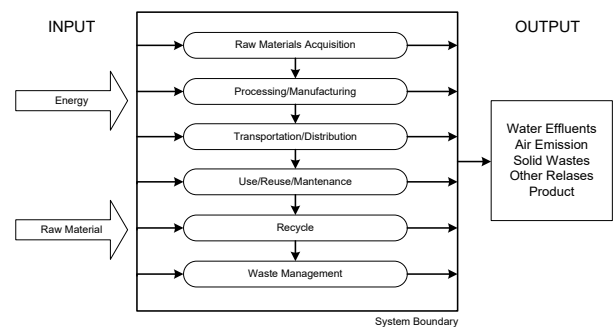 INPUT
OUTPUT
Raw Materials Acquisition
Energy
Processing/Manufacturing
Transportation/Distribution
Water Effluents
Air Emission
Solid Wastes
Other Relases
Product
Use/Reuse/Maintenance
Raw Material
Recycle
Waste Management
System Boundary